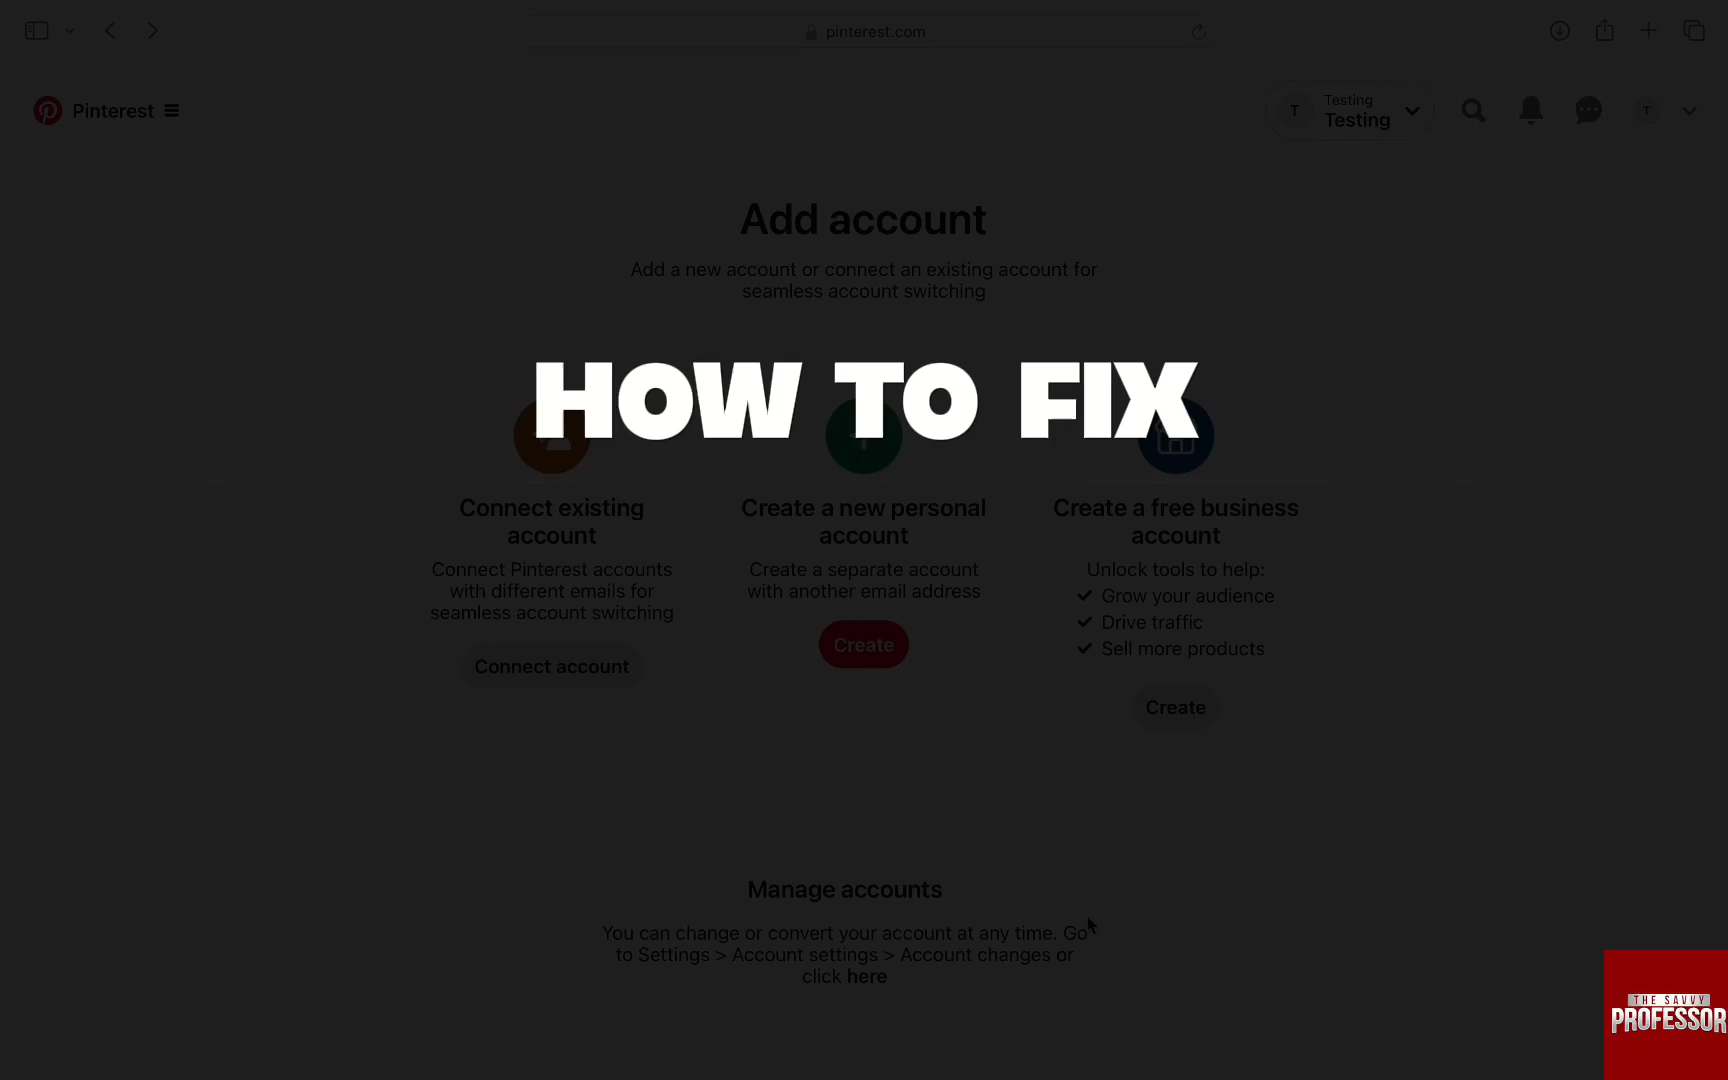 pinterest.com
Pinterest
T
Testing
Testing
T
Add account
Add a new account or connect an existing account for
seamless account switching
HOW TO FIX
Connect existing
account
Connect Pinterest accounts
with different emails for
seamless account switching
Connect account
Create a new personal
account
Create a separate account
with another email address
Create
Create a free business
account
Unlock tools to help:
Grow your audience
Drive traffic
Sell more products
Create
Manage accounts
You can change or convert your account at any time. Go
to Settings > Account settings > Account changes or
click here
THE SAVVY
PROFESSOR